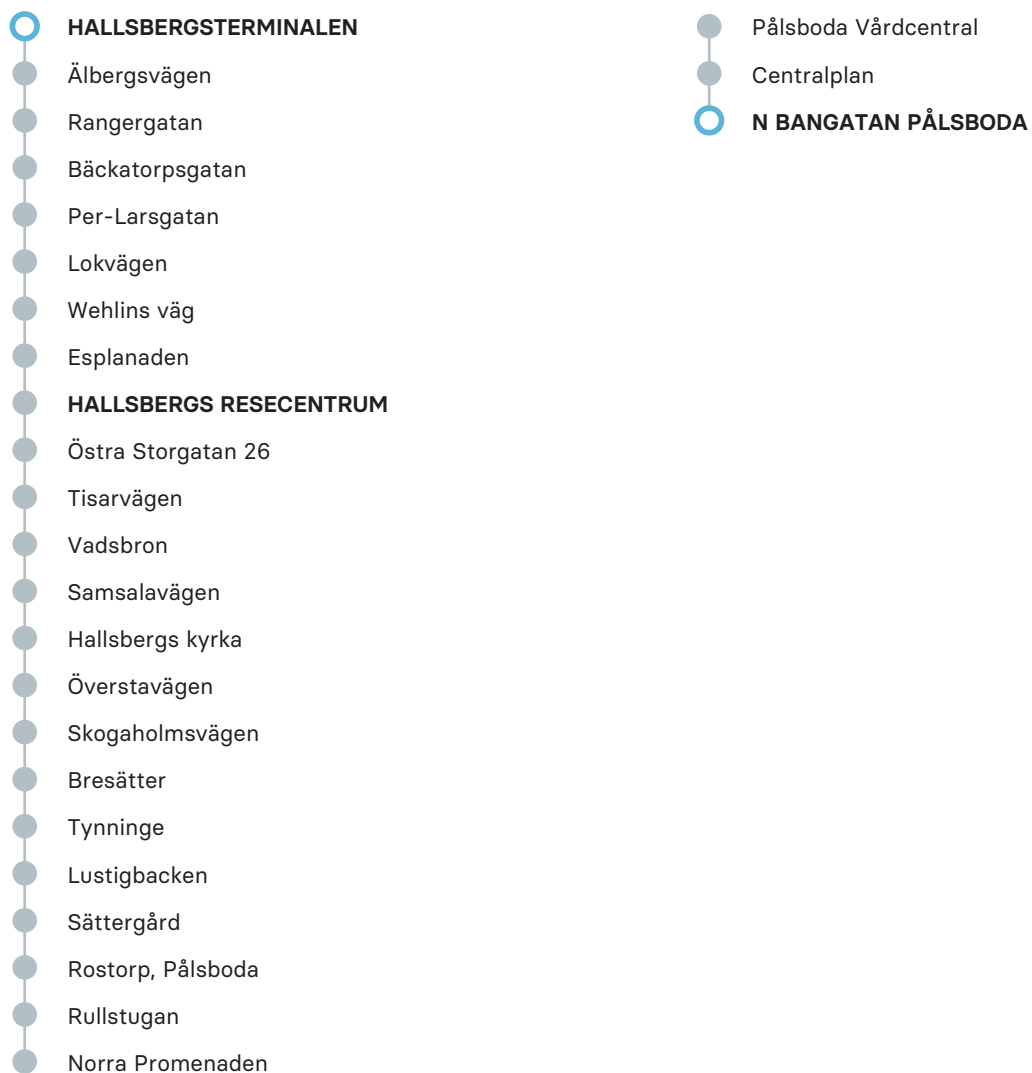 HALLSBERGSTERMINALEN
Älbergsvägen
Rangergatan
Bäckatorpsgatan
Per-Larsgatan
Lokvägen
Wehlins väg
Esplanaden
HALLSBERGS RESECENTRUM
Östra Storgatan 26
Tisarvägen
Vadsbron
Samsalavägen
Hallsbergs kyrka
Överstavägen
Skogaholmsvägen
Bresätter
Tynninge
Lustigbacken
Sättergård
Rostorp, Pålsboda
Rullstugan
Norra Promenaden
Pålsboda Vårdcentral
Centralplan
N BANGATAN PÅLSBODA